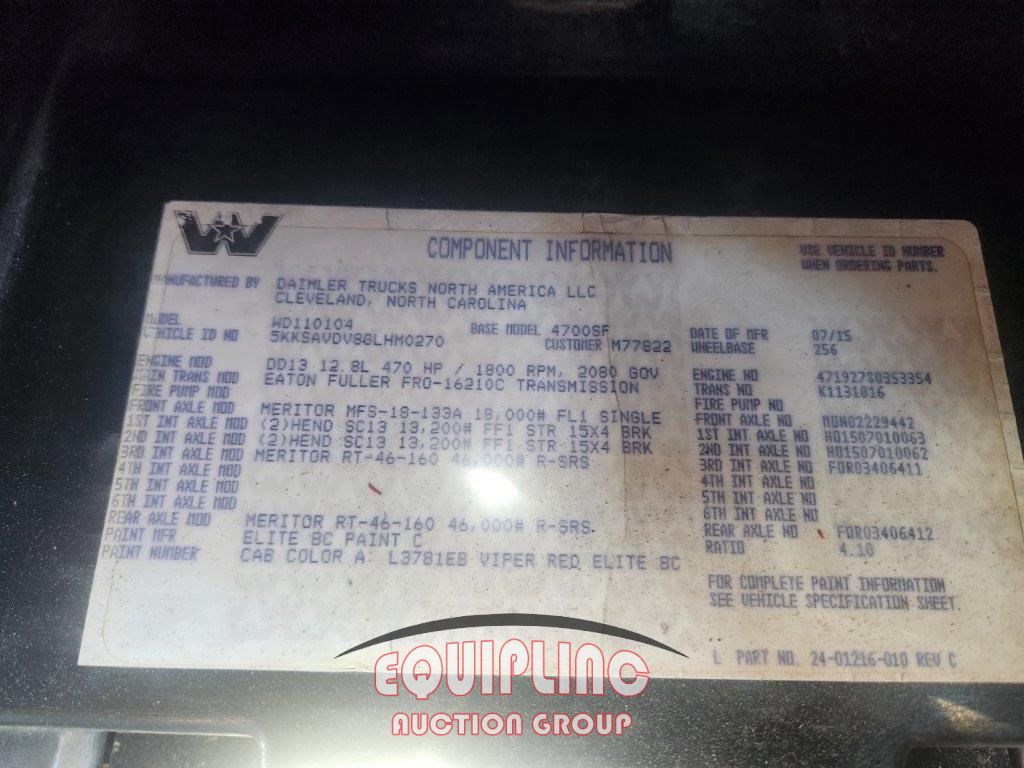 W
COMPONENT INFORMATION
USE VEHICLE ID NUMBER
WHEN ORDERING PARTS.
MANUFACTURED BY DAIMLER TRUCKS NORTH AMERICA LLC
CLEVELAND, NORTH CAROLINA
MODEL WD110104 BASE MODEL 4700SF DATE OF MFR 07/15
VEHICLE ID NO 5KKSAVDV8GLHM0270 CUSTOMER M77822 WHEELBASE 256
ENGINE MOD DD13 12.8L 470 HP / 1800 RPM, 2080 GOV ENGINE NO 471927S0353354
MAIN TRANS MOD EATON FULLER FRO-16210C TRANSMISSION TRANS NO K1131816
FIRE PUMP MOD FIRE PUMP NO
FRONT AXLE MOD MERITOR MFS-18-133A 18,000# FL1 SINGLE FRONT AXLE NO MON02229442
1ST INT AXLE MOD (2)HEND SC13 13,200# FF1 STR 15X4 BRK 1ST INT AXLE NO H01507010063
2ND INT AXLE MOD (2)HEND SC13 13,200# FF1 STR 15X4 BRK 2ND INT AXLE NO H01507010062
3RD INT AXLE MOD MERITOR RT-46-160 46,000# R-SRS 3RD INT AXLE NO FOR03406411
4TH INT AXLE MOD 4TH INT AXLE NO
5TH INT AXLE MOD 5TH INT AXLE NO
6TH INT AXLE MOD 6TH INT AXLE NO
REAR AXLE MOD MERITOR RT-46-160 46,000# R-SRS REAR AXLE NO FOR03406412
PAINT MFR ELITE BC PAINT C RATIO 4.10
PAINT NUMBER CAB COLOR A: L3781EB VIPER RED ELITE BC
FOR COMPLETE PAINT INFORMATION
SEE VEHICLE SPECIFICATION SHEET.
L PART NO. 24-01216-010 REV C
EQUIPLINC
AUCTION GROUP